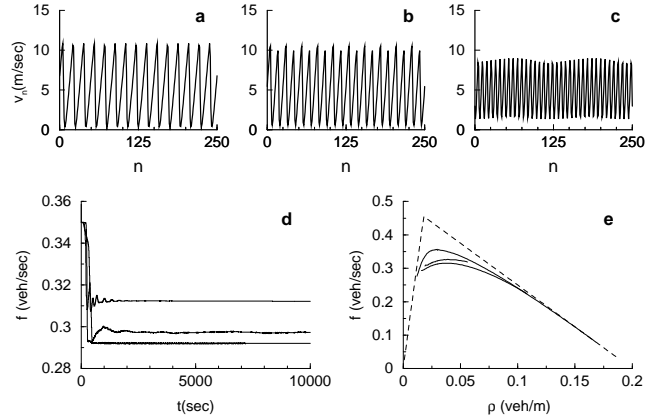 a b c
15 15 15
10 10 10
5 5 5
0 0 0
v_n(m/sec)
0 125 250 0 125 250 0 125 250
n n n
0.36 d 0.5 e
0.4
0.34
0.3
0.32
0.2
0.3
0.1
0.28 0
f (veh/sec) f (veh/sec)
0 5000 10000 0 0.05 0.1 0.15 0.2
t(sec) ρ (veh/m)